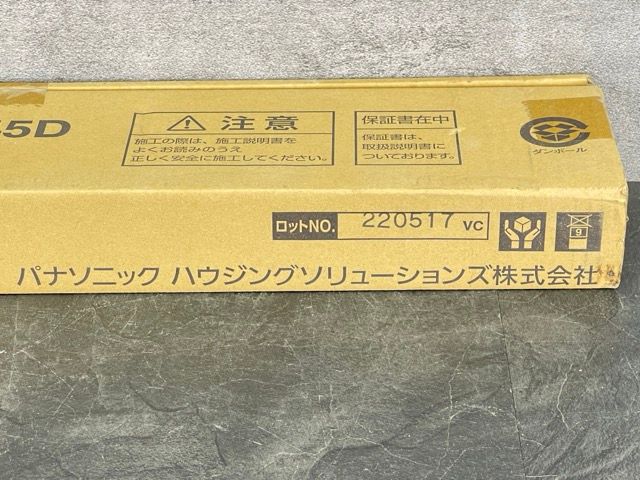 5D
⚠ 注意
施工の際は、施工説明書を
よくお読みのうえ
正しく安全に施工してください。
保証書在中
保証書は、
取扱説明書に
ついております。
ダンボール
ロットNO. 220517 VC
9
パナソニック ハウジングソリューションズ株式会社